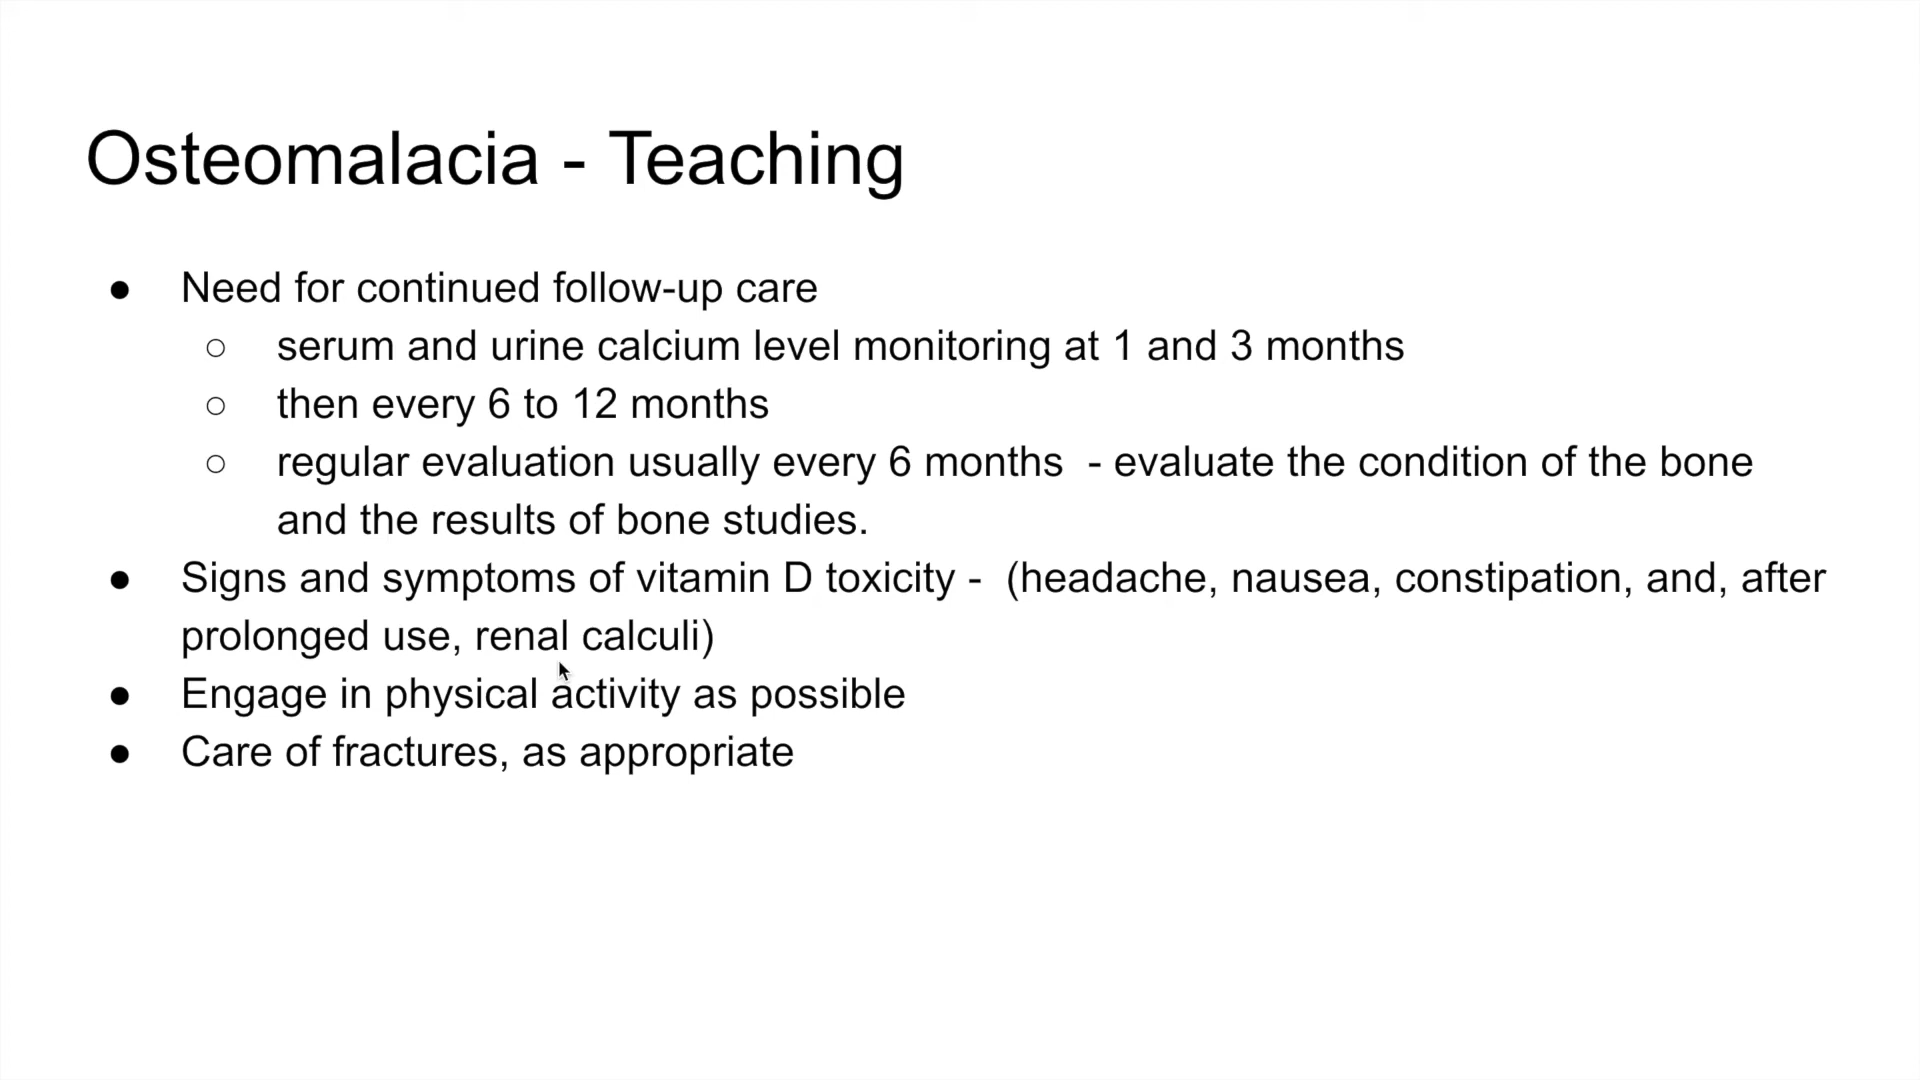 Osteomalacia - Teaching
● Need for continued follow-up care
○ serum and urine calcium level monitoring at 1 and 3 months
○ then every 6 to 12 months
○ regular evaluation usually every 6 months  - evaluate the condition of the bone
and the results of bone studies.
● Signs and symptoms of vitamin D toxicity -  (headache, nausea, constipation, and, after
prolonged use, renal calculi)
● Engage in physical activity as possible
● Care of fractures, as appropriate